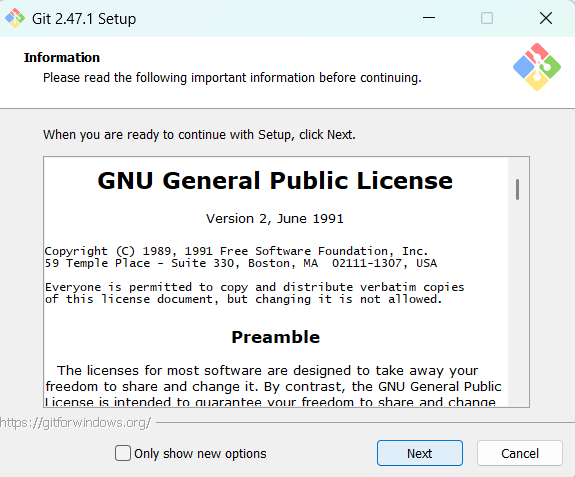 Git 2.47.1 Setup
Information
Please read the following important information before continuing.
When you are ready to continue with Setup, click Next.
GNU General Public License
Version 2, June 1991
Copyright (C) 1989, 1991 Free Software Foundation, Inc.
59 Temple Place - Suite 330, Boston, MA  02111-1307, USA
Everyone is permitted to copy and distribute verbatim copies
of this license document, but changing it is not allowed.
Preamble
The licenses for most software are designed to take away your
freedom to share and change it. By contrast, the GNU General Public
License is intended to guarantee your freedom to share and change
https://gitforwindows.org/
Only show new options
Next
Cancel